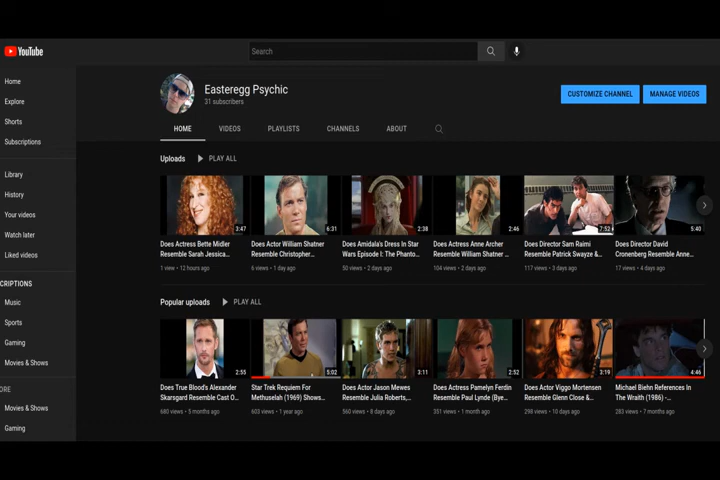 YouTube
Search
Home
Explore
Shorts
Subscriptions
Library
History
Your videos
Watch later
Liked videos
CRIPTIONS
Music
Sports
Gaming
Movies & Shows
ORE
Movies & Shows
Gaming
Easteregg Psychic
31 subscribers
CUSTOMIZE CHANNEL
MANAGE VIDEOS
HOME VIDEOS PLAYLISTS CHANNELS ABOUT
Uploads PLAY ALL
3:47 6:31 2:38 2:46 7:52 5:40
Does Actress Bette Midler
Resemble Sarah Jessica...
1 view • 12 hours ago
Does Actor William Shatner
Resemble Christopher...
6 views • 1 day ago
Does Amidala's Dress In Star
Wars Episode I: The Phanto...
50 views • 2 days ago
Does Actress Anne Archer
Resemble William Shatner ...
104 views • 2 days ago
Does Director Sam Raimi
Resemble Patrick Swayze &...
117 views • 3 days ago
Does Director David
Cronenberg Resemble Anne...
17 views • 4 days ago
Popular uploads PLAY ALL
2:55 5:02 3:11 2:52 3:19 4:46
Does True Blood's Alexander
Skarsgard Resemble Cast O...
680 views • 5 months ago
Star Trek Requiem For
Methuselah (1969) Shows...
603 views • 1 year ago
Does Actor Jason Mewes
Resemble Julia Roberts,...
560 views • 8 days ago
Does Actress Pamelyn Ferdin
Resemble Paul Lynde (Bye...
351 views • 1 month ago
Does Actor Viggo Mortensen
Resemble Glenn Close &...
298 views • 10 days ago
Michael Biehn References In
The Wraith (1986) -...
283 views • 7 months ago